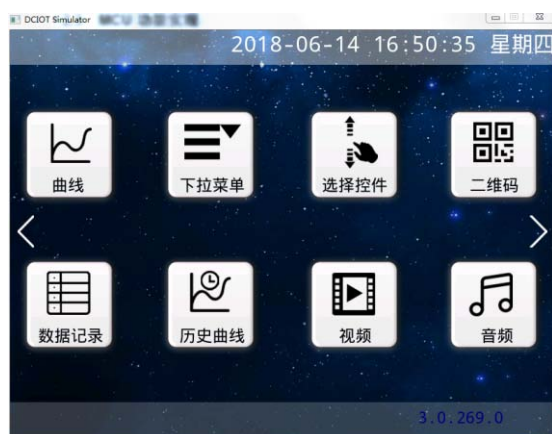 DCIOT Simulator
2018-06-14 16:50:35 星期四
曲线
下拉菜单
选择控件
二维码
数据记录
历史曲线
视频
音频
3.0.269.0